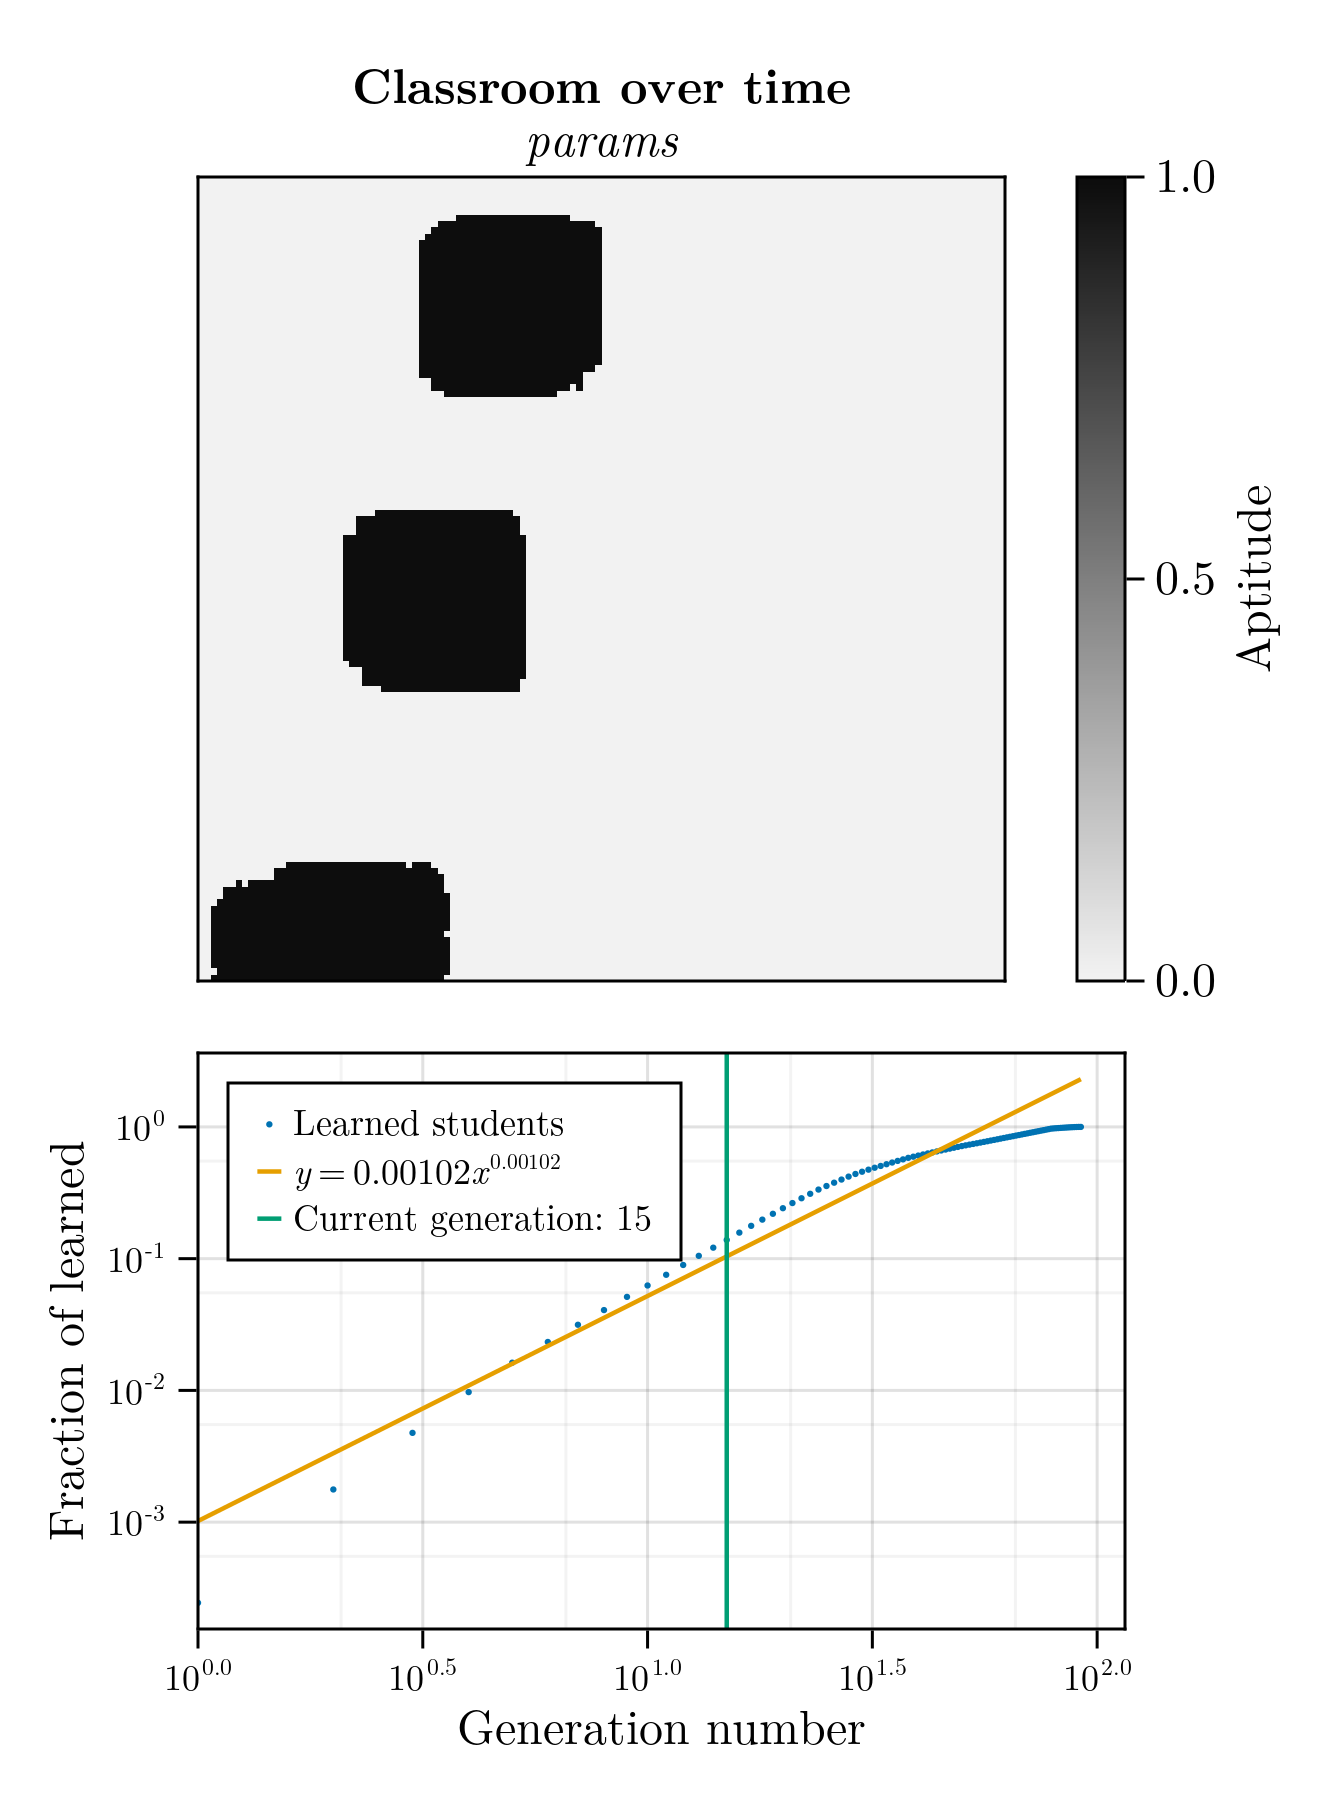 Classroom over time
params
1.0
0.5
0.0
Aptitude
Learned students
y = 0.00102x^0.00102
Current generation: 15
10^0
10^-1
10^-2
10^-3
Fraction of learned
10^0.0 10^0.5 10^1.0 10^1.5 10^2.0
Generation number